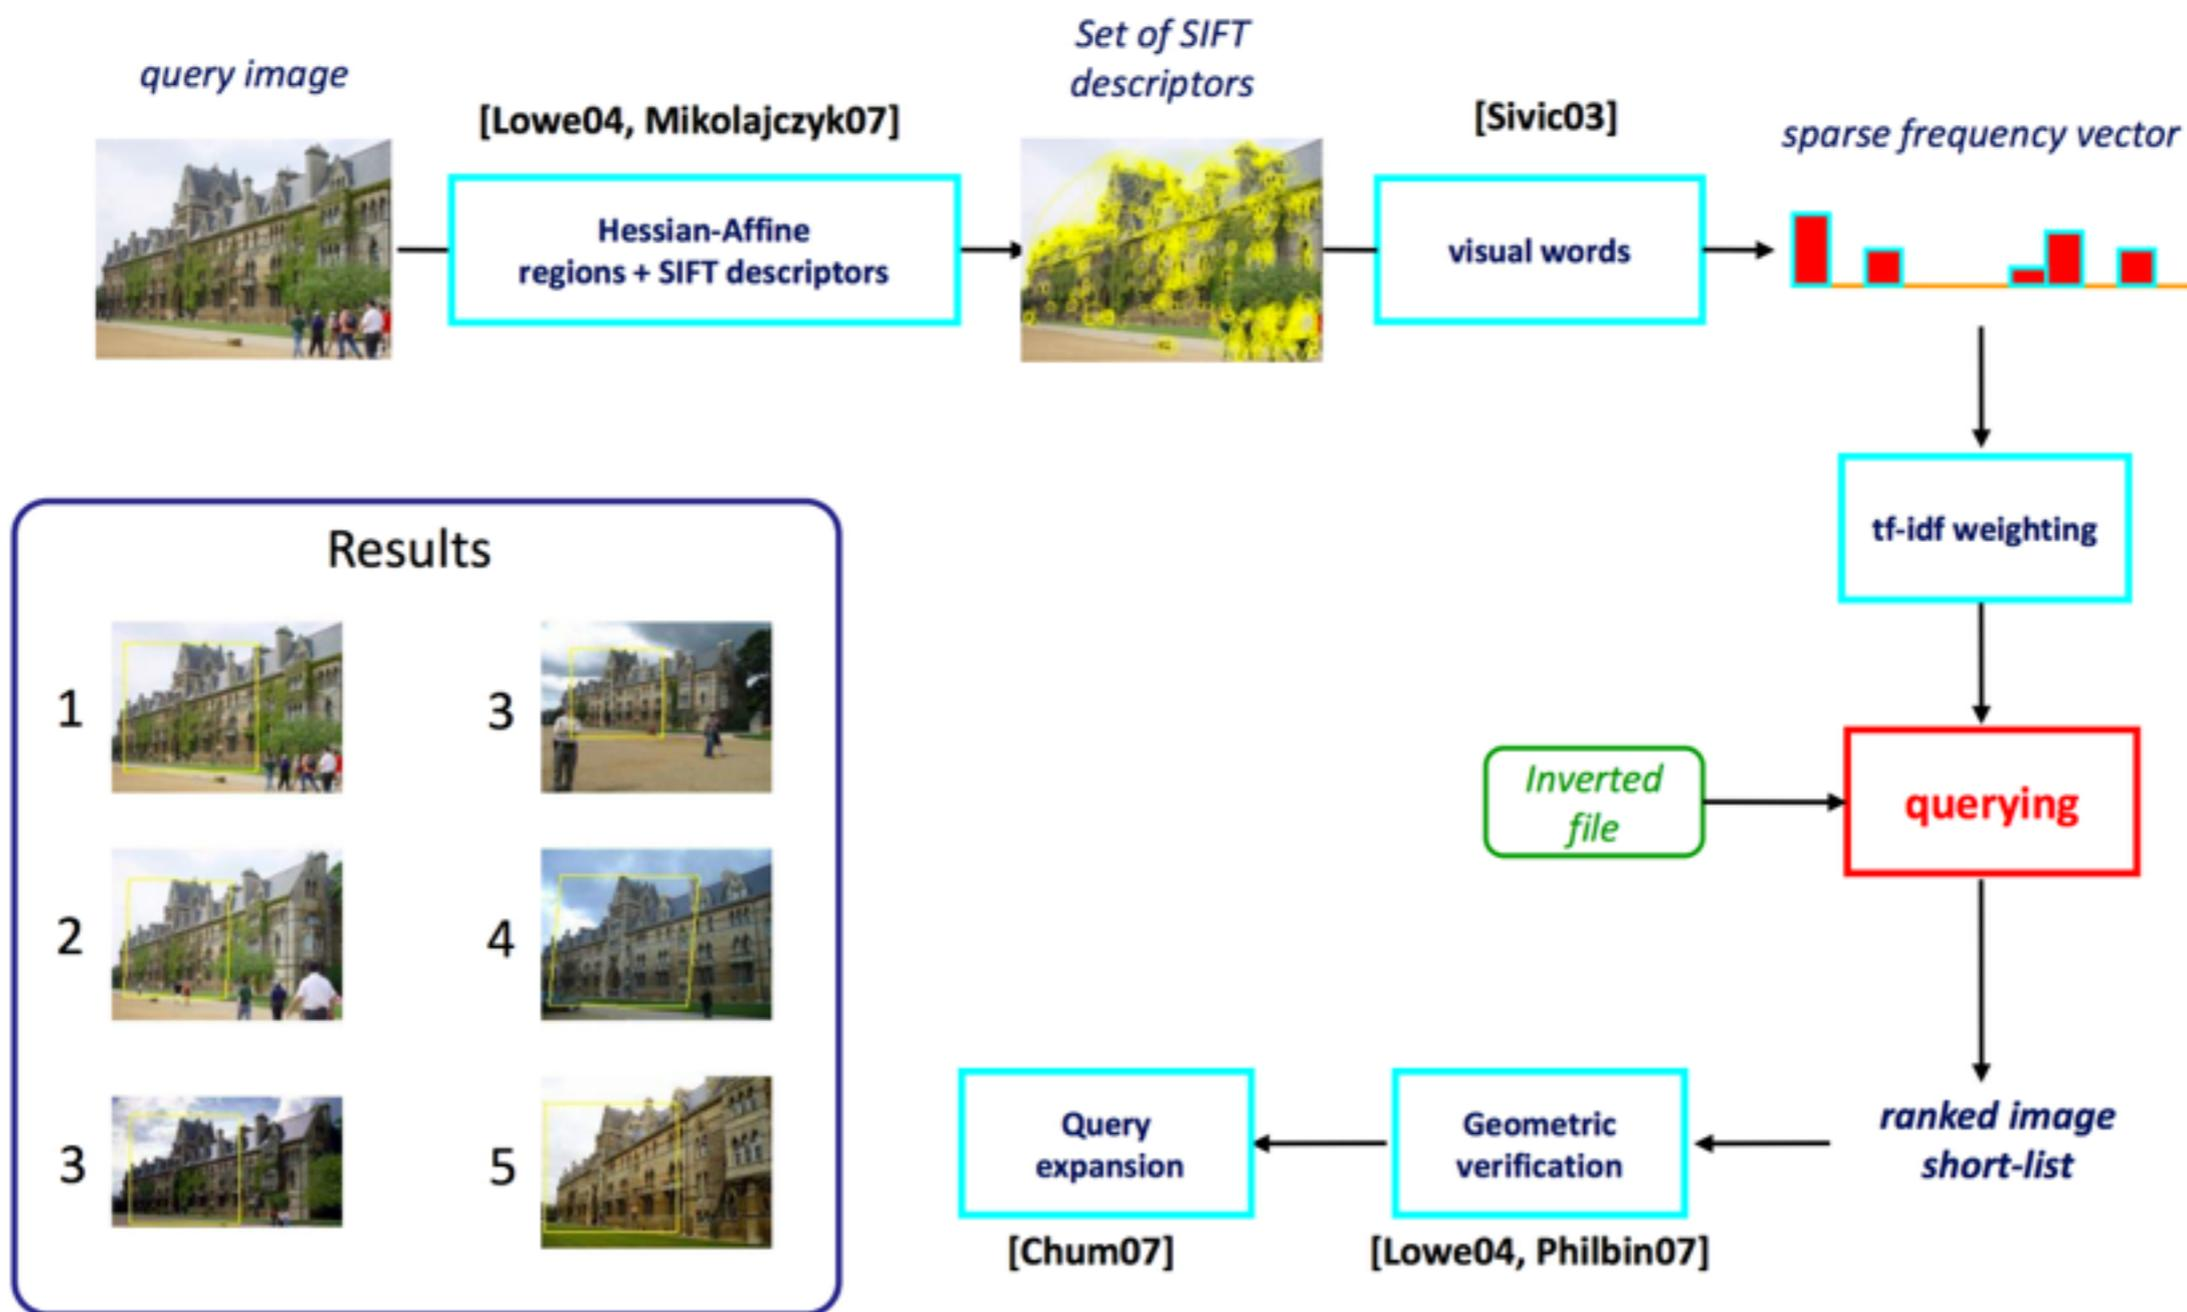 query image
[Lowe04, Mikolajczyk07]
Hessian-Affine
regions + SIFT descriptors
Set of SIFT
descriptors
[Sivic03]
visual words
sparse frequency vector
tf-idf weighting
Inverted
file
querying
ranked image
short-list
Geometric
verification
[Lowe04, Philbin07]
Query
expansion
[Chum07]
Results
1
3
2
4
3
5